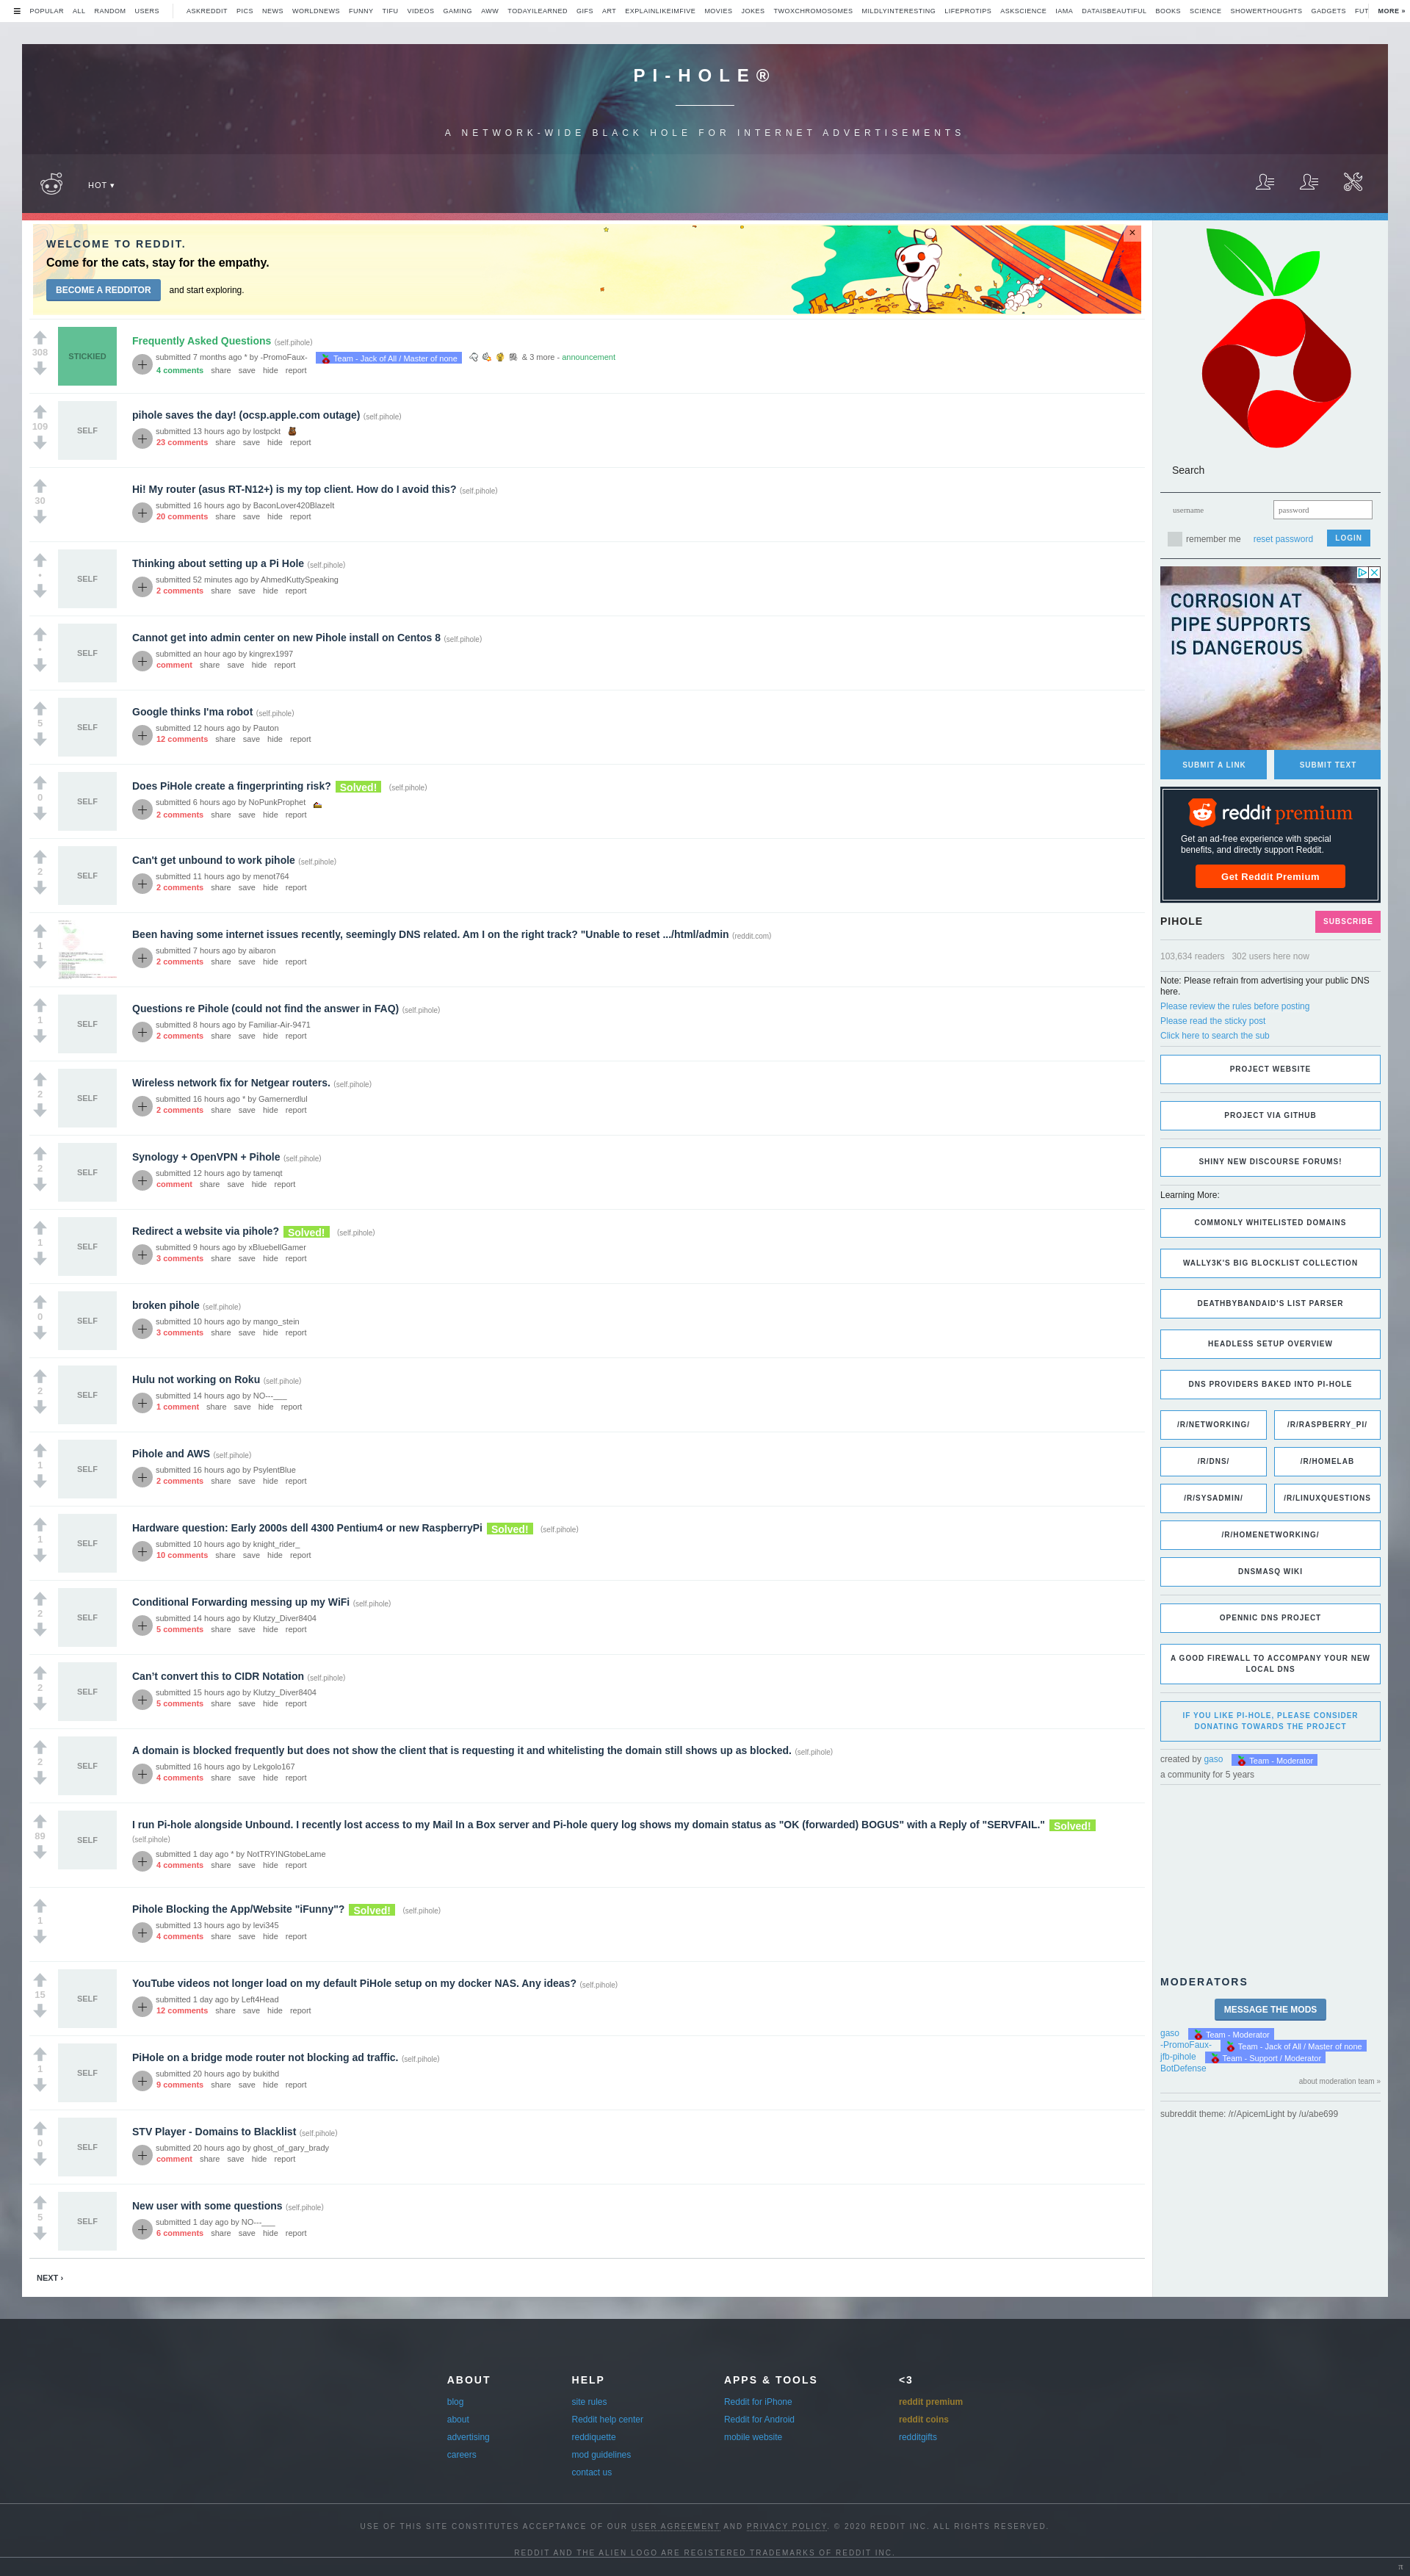 ≡ POPULAR ALL RANDOM USERS ASKREDDIT PICS NEWS WORLDNEWS FUNNY TIFU VIDEOS GAMING AWW TODAYILEARNED GIFS ART EXPLAINLIKEIMFIVE MOVIES JOKES TWOXCHROMOSOMES MILDLYINTERESTING LIFEPROTIPS ASKSCIENCE IAMA DATAISBEAUTIFUL BOOKS SCIENCE SHOWERTHOUGHTS GADGETS FUT MORE »
PI-HOLE®
A NETWORK-WIDE BLACK HOLE FOR INTERNET ADVERTISEMENTS
HOT ▾
WELCOME TO REDDIT.
Come for the cats, stay for the empathy.
BECOME A REDDITOR and start exploring.
×
308
STICKIED
Frequently Asked Questions (self.pihole)
submitted 7 months ago * by -PromoFaux- Team - Jack of All / Master of none & 3 more - announcement
4 comments share save hide report
109
SELF
pihole saves the day! (ocsp.apple.com outage) (self.pihole)
submitted 13 hours ago by lostpckt
23 comments share save hide report
30
Hi! My router (asus RT-N12+) is my top client. How do I avoid this? (self.pihole)
submitted 16 hours ago by BaconLover420BlazeIt
20 comments share save hide report
•
SELF
Thinking about setting up a Pi Hole (self.pihole)
submitted 52 minutes ago by AhmedKuttySpeaking
2 comments share save hide report
•
SELF
Cannot get into admin center on new Pihole install on Centos 8 (self.pihole)
submitted an hour ago by kingrex1997
comment share save hide report
5
SELF
Google thinks I'ma robot (self.pihole)
submitted 12 hours ago by Pauton
12 comments share save hide report
0
SELF
Does PiHole create a fingerprinting risk? Solved! (self.pihole)
submitted 6 hours ago by NoPunkProphet
2 comments share save hide report
2
SELF
Can't get unbound to work pihole (self.pihole)
submitted 11 hours ago by menot764
2 comments share save hide report
1
Been having some internet issues recently, seemingly DNS related. Am I on the right track? "Unable to reset .../html/admin (reddit.com)
submitted 7 hours ago by aibaron
2 comments share save hide report
1
SELF
Questions re Pihole (could not find the answer in FAQ) (self.pihole)
submitted 8 hours ago by Familiar-Air-9471
2 comments share save hide report
2
SELF
Wireless network fix for Netgear routers. (self.pihole)
submitted 16 hours ago * by Gamernerdlul
2 comments share save hide report
2
SELF
Synology + OpenVPN + Pihole (self.pihole)
submitted 12 hours ago by tamenqt
comment share save hide report
1
SELF
Redirect a website via pihole? Solved! (self.pihole)
submitted 9 hours ago by xBluebellGamer
3 comments share save hide report
0
SELF
broken pihole (self.pihole)
submitted 10 hours ago by mango_stein
3 comments share save hide report
2
SELF
Hulu not working on Roku (self.pihole)
submitted 14 hours ago by NO---___
1 comment share save hide report
1
SELF
Pihole and AWS (self.pihole)
submitted 16 hours ago by PsylentBlue
2 comments share save hide report
1
SELF
Hardware question: Early 2000s dell 4300 Pentium4 or new RaspberryPi Solved! (self.pihole)
submitted 10 hours ago by knight_rider_
10 comments share save hide report
2
SELF
Conditional Forwarding messing up my WiFi (self.pihole)
submitted 14 hours ago by Klutzy_Diver8404
5 comments share save hide report
2
SELF
Can't convert this to CIDR Notation (self.pihole)
submitted 15 hours ago by Klutzy_Diver8404
5 comments share save hide report
2
SELF
A domain is blocked frequently but does not show the client that is requesting it and whitelisting the domain still shows up as blocked. (self.pihole)
submitted 16 hours ago by Lekgolo167
4 comments share save hide report
89
SELF
I run Pi-hole alongside Unbound. I recently lost access to my Mail In a Box server and Pi-hole query log shows my domain status as "OK (forwarded) BOGUS" with a Reply of "SERVFAIL." Solved!
(self.pihole)
submitted 1 day ago * by NotTRYINGtobeLame
4 comments share save hide report
1
Pihole Blocking the App/Website "iFunny"? Solved! (self.pihole)
submitted 13 hours ago by levi345
4 comments share save hide report
15
SELF
YouTube videos not longer load on my default PiHole setup on my docker NAS. Any ideas? (self.pihole)
submitted 1 day ago by Left4Head
12 comments share save hide report
1
SELF
PiHole on a bridge mode router not blocking ad traffic. (self.pihole)
submitted 20 hours ago by bukithd
9 comments share save hide report
0
SELF
STV Player - Domains to Blacklist (self.pihole)
submitted 20 hours ago by ghost_of_gary_brady
comment share save hide report
5
SELF
New user with some questions (self.pihole)
submitted 1 day ago by NO---___
6 comments share save hide report
NEXT ›
Search
username password
remember me reset password LOGIN
CORROSION AT
PIPE SUPPORTS
IS DANGEROUS
SUBMIT A LINK SUBMIT TEXT
reddit premium
Get an ad-free experience with special
benefits, and directly support Reddit.
Get Reddit Premium
PIHOLE SUBSCRIBE
103,634 readers 302 users here now
Note: Please refrain from advertising your public DNS
here.
Please review the rules before posting
Please read the sticky post
Click here to search the sub
PROJECT WEBSITE
PROJECT VIA GITHUB
SHINY NEW DISCOURSE FORUMS!
Learning More:
COMMONLY WHITELISTED DOMAINS
WALLY3K'S BIG BLOCKLIST COLLECTION
DEATHBYBANDAID'S LIST PARSER
HEADLESS SETUP OVERVIEW
DNS PROVIDERS BAKED INTO PI-HOLE
/R/NETWORKING/ /R/RASPBERRY_PI/
/R/DNS/ /R/HOMELAB
/R/SYSADMIN/ /R/LINUXQUESTIONS
/R/HOMENETWORKING/
DNSMASQ WIKI
OPENNIC DNS PROJECT
A GOOD FIREWALL TO ACCOMPANY YOUR NEW
LOCAL DNS
IF YOU LIKE PI-HOLE, PLEASE CONSIDER
DONATING TOWARDS THE PROJECT
created by gaso Team - Moderator
a community for 5 years
MODERATORS
MESSAGE THE MODS
gaso Team - Moderator
-PromoFaux- Team - Jack of All / Master of none
jfb-pihole Team - Support / Moderator
BotDefense
about moderation team »
subreddit theme: /r/ApicemLight by /u/abe699
ABOUT
blog
about
advertising
careers
HELP
site rules
Reddit help center
reddiquette
mod guidelines
contact us
APPS & TOOLS
Reddit for iPhone
Reddit for Android
mobile website
<3
reddit premium
reddit coins
redditgifts
USE OF THIS SITE CONSTITUTES ACCEPTANCE OF OUR USER AGREEMENT AND PRIVACY POLICY. © 2020 REDDIT INC. ALL RIGHTS RESERVED.
REDDIT AND THE ALIEN LOGO ARE REGISTERED TRADEMARKS OF REDDIT INC.
π